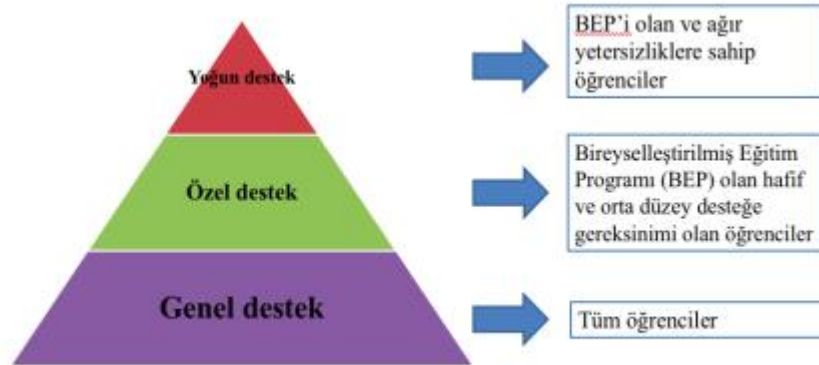 Yoğun destek
BEP'i olan ve ağır
yetersizliklere sahip
öğrenciler
Özel destek
Bireyselleştirilmiş Eğitim
Programı (BEP) olan hafif
ve orta düzey desteğe
gereksinimi olan öğrenciler
Genel destek
Tüm öğrenciler